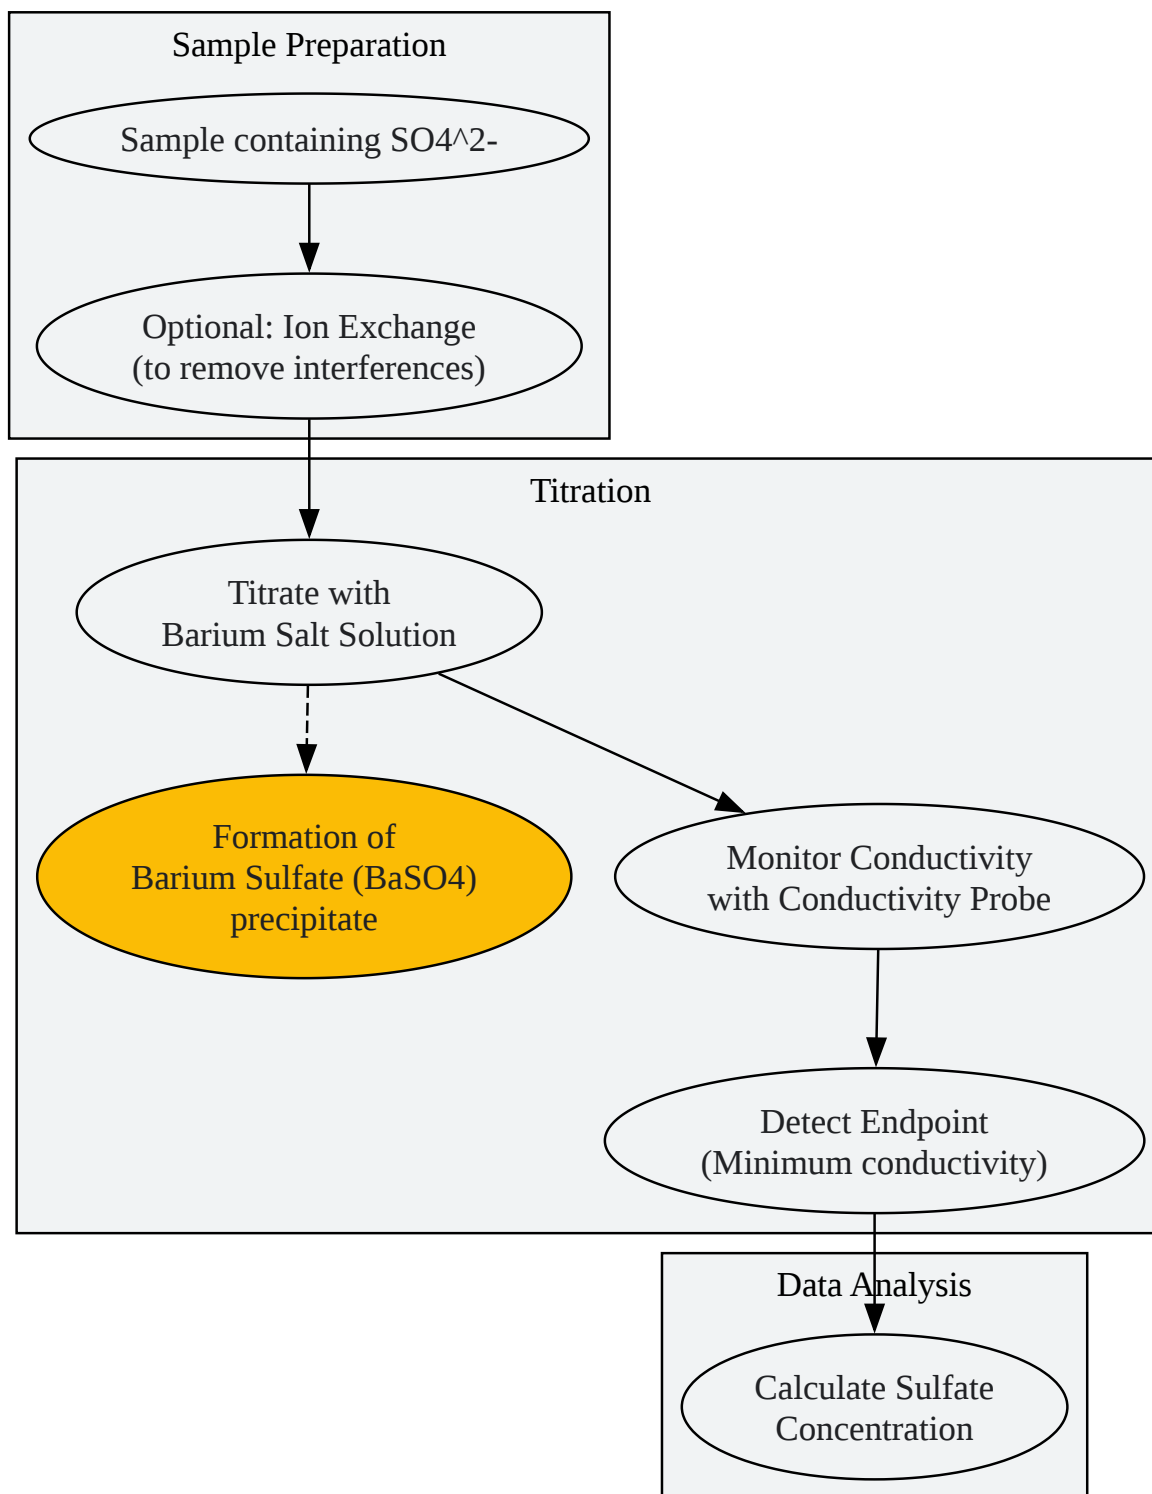 Sample Preparation
Sample containing SO4^2-
Optional: Ion Exchange
(to remove interferences)
Titration
Titrate with
Barium Salt Solution
Formation of
Barium Sulfate (BaSO4)
precipitate
Monitor Conductivity
with Conductivity Probe
Detect Endpoint
(Minimum conductivity)
Data Analysis
Calculate Sulfate
Concentration